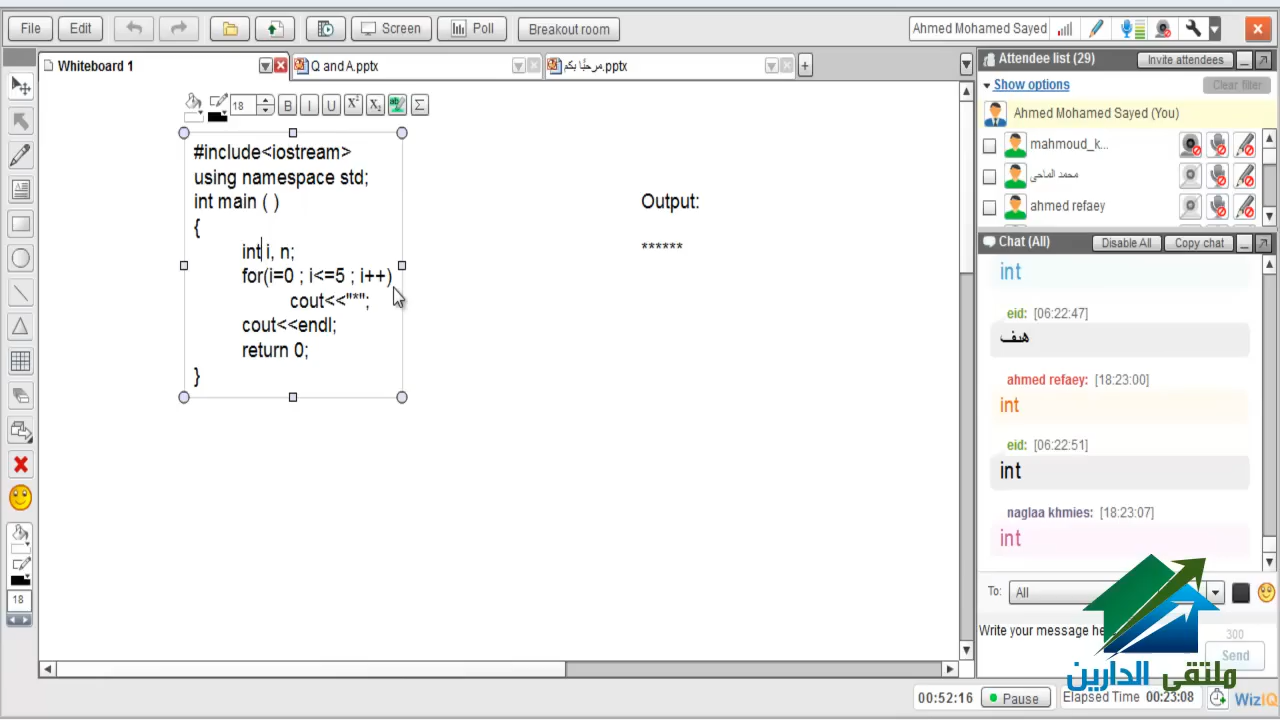 File Edit Screen Poll Breakout room Ahmed Mohamed Sayed
Whiteboard 1 Q and A.pptx مرحبًا بكم.pptx
18 B I U X² X₂ Σ
#include<iostream>
using namespace std;
int main ( )
{
int i, n;
for(i=0 ; i<=5 ; i++)
cout<<"*";
cout<<endl;
return 0;
}
Output:
******
Attendee list (29) Invite attendees
Show options Clear filter
Ahmed Mohamed Sayed (You)
mahmoud_k...
محمد الماحى
ahmed refaey
Chat (All) Disable All Copy chat
int
eid: [06:22:47]
هىف
ahmed refaey: [18:23:00]
int
eid: [06:22:51]
int
naglaa khmies: [18:23:07]
int
To: All
Write your message he
300
Send
18
ملتقى الدارين
00:52:16 Pause Elapsed Time 00:23:08 WizIQ